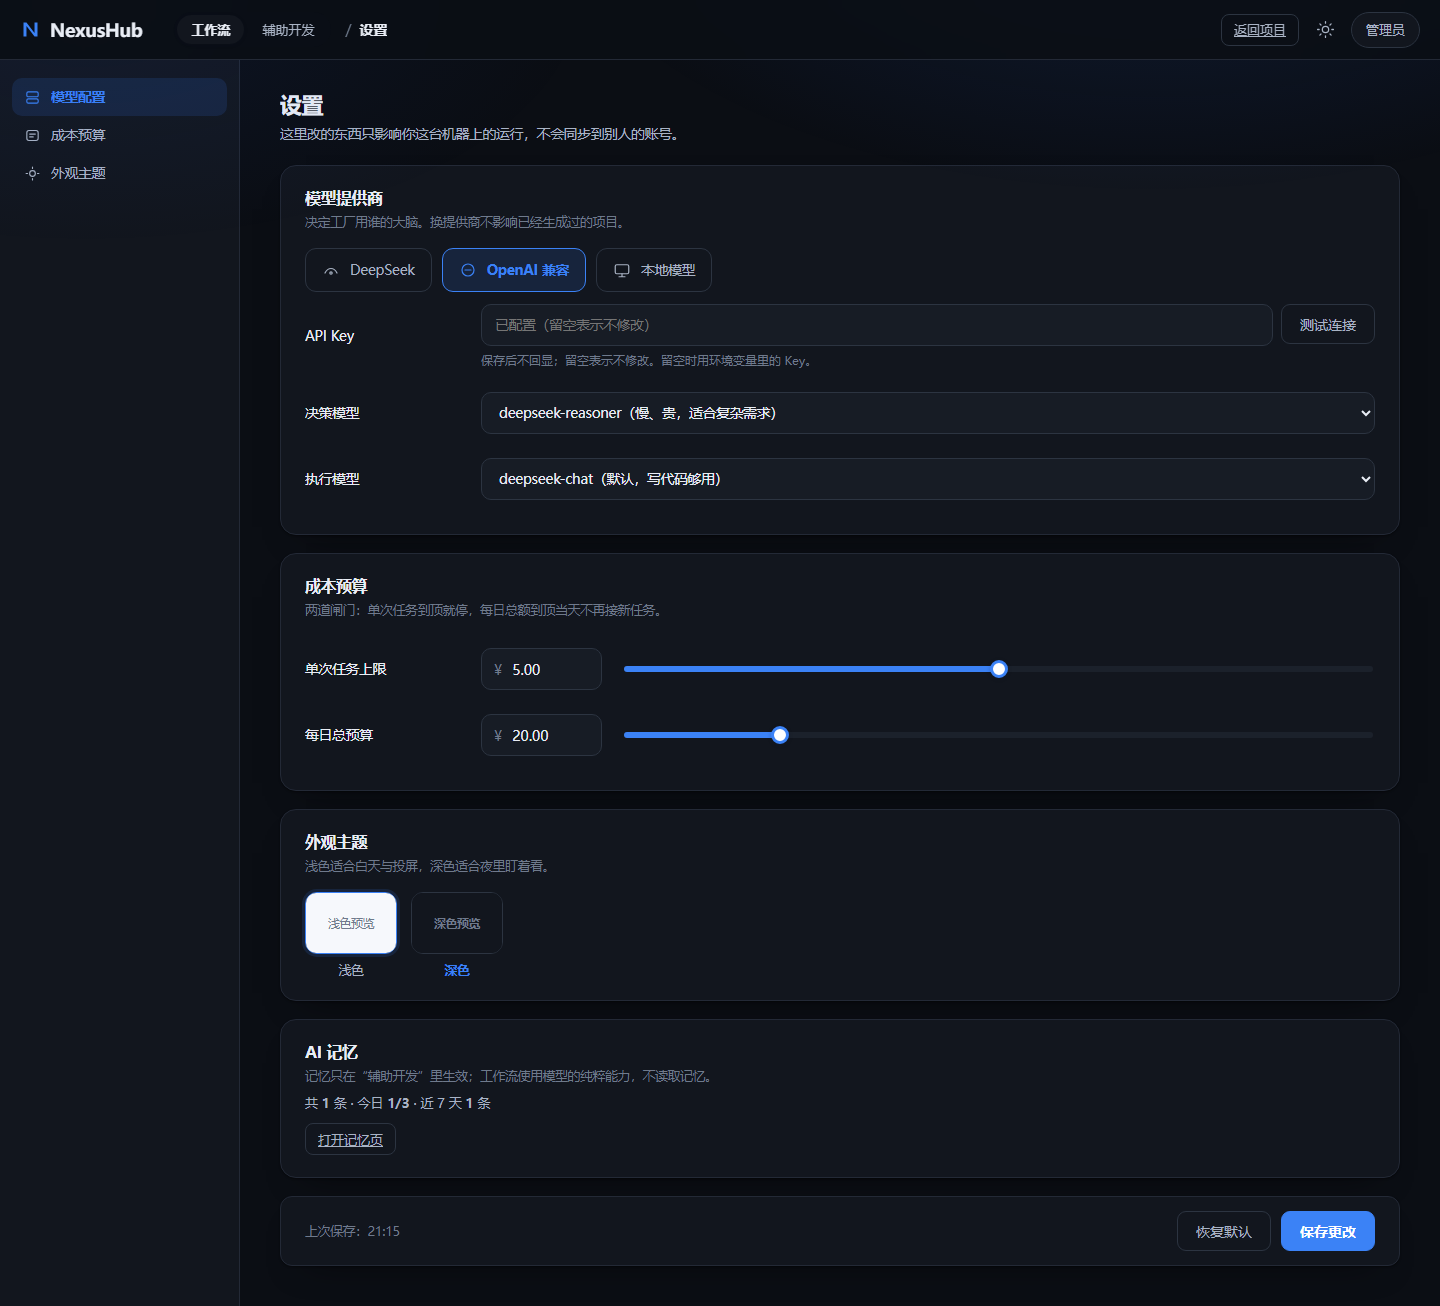 N NexusHub 工作流 辅助开发 / 设置 返回项目 管理员
模型配置
成本预算
外观主题
设置
这里改的东西只影响你这台机器上的运行，不会同步到别人的账号。
模型提供商
决定工厂用谁的大脑。换提供商不影响已经生成过的项目。
DeepSeek OpenAI 兼容 本地模型
API Key 已配置（留空表示不修改） 测试连接
保存后不回显；留空表示不修改。留空时用环境变量里的 Key。
决策模型 deepseek-reasoner（慢、贵，适合复杂需求）
执行模型 deepseek-chat（默认，写代码够用）
成本预算
两道闸门：单次任务到顶就停，每日总额到顶当天不再接新任务。
单次任务上限 ¥ 5.00
每日总预算 ¥ 20.00
外观主题
浅色适合白天与投屏，深色适合夜里盯着看。
浅色预览 深色预览
浅色 深色
AI 记忆
记忆只在“辅助开发”里生效；工作流使用模型的纯粹能力，不读取记忆。
共 1 条 · 今日 1/3 · 近 7 天 1 条
打开记忆页
上次保存：21:15 恢复默认 保存更改